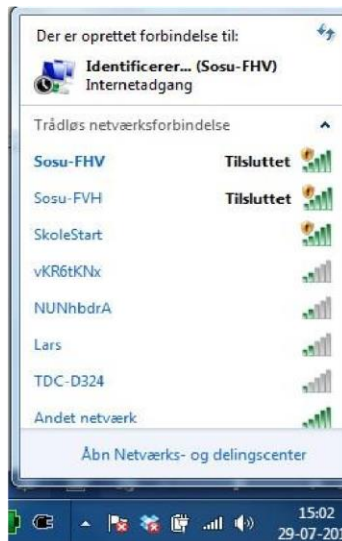 Der er oprettet forbindelse til:
Identificerer... (Sosu-FHV)
Internetadgang
Trådløs netværksforbindelse
Sosu-FHV Tilsluttet
Sosu-FVH Tilsluttet
SkoleStart
vKR6tKNx
NUNhbdrA
Lars
TDC-D324
Andet netværk
Åbn Netværks- og delingscenter
15:02